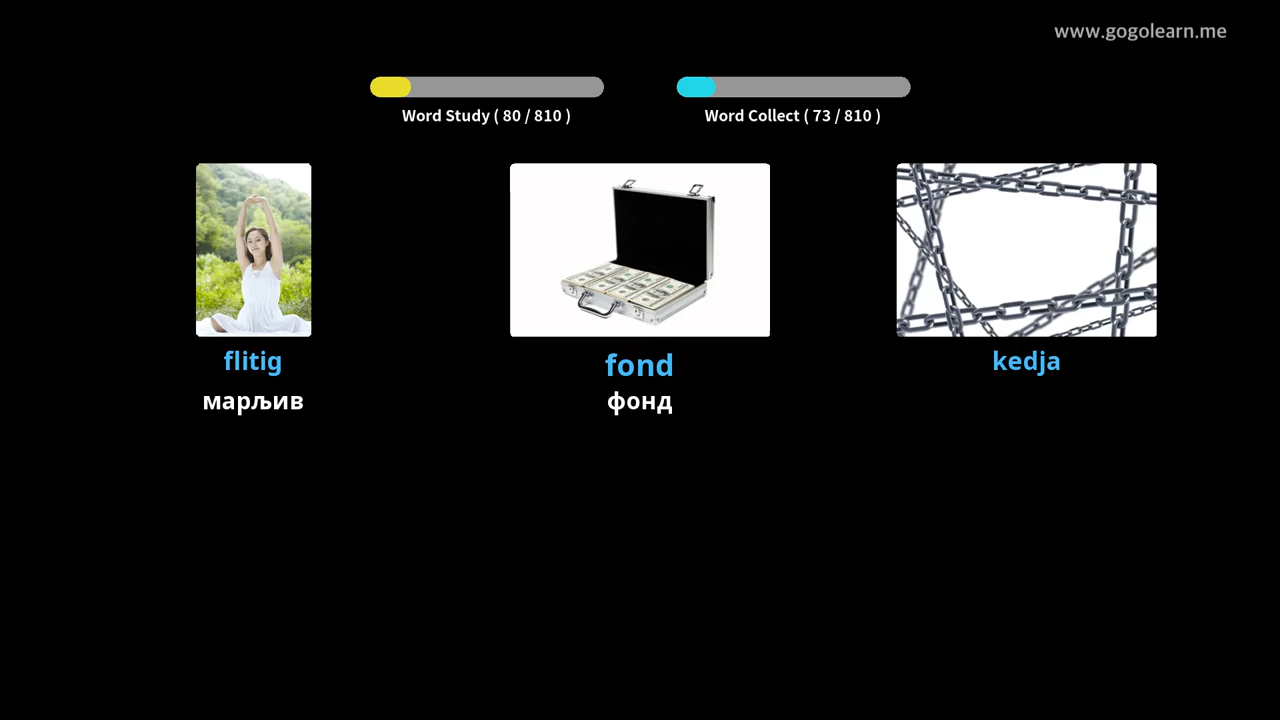 www.gogolearn.me
Word Study ( 80 / 810 )
Word Collect ( 73 / 810 )
flitig
марљив
fond
фонд
kedja